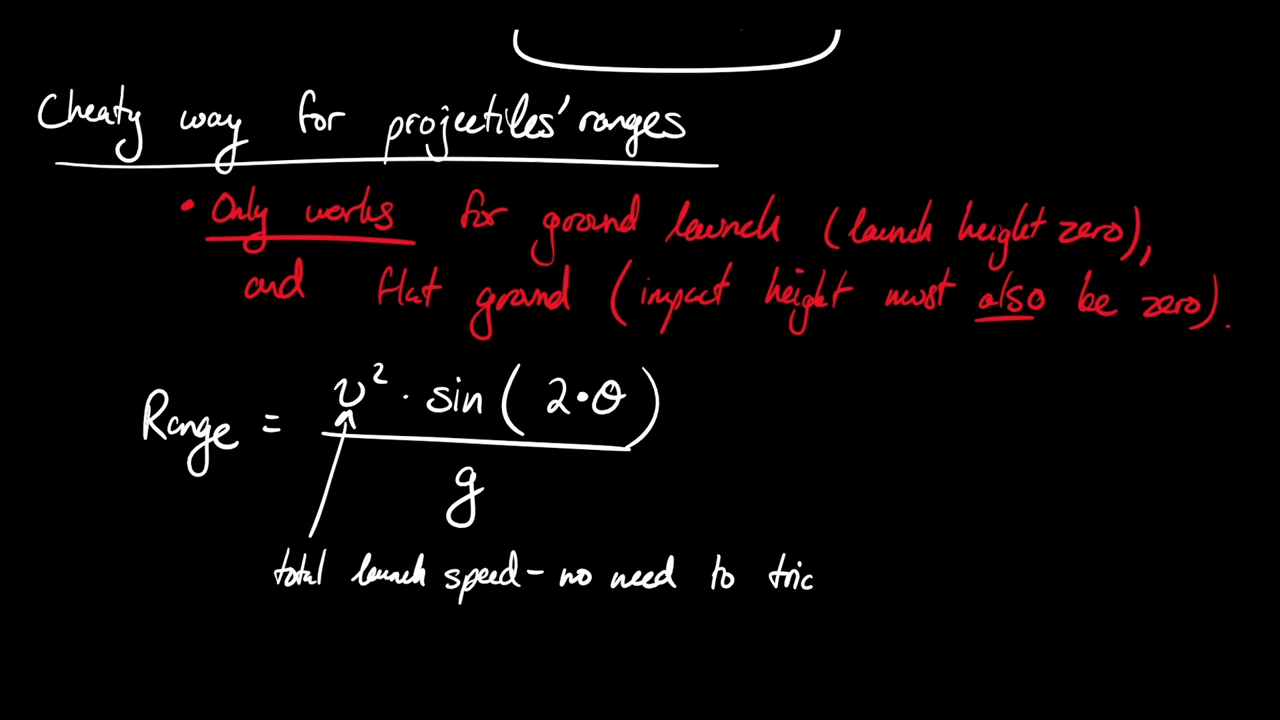 Cheaty way for projectiles' ranges
• Only works for ground launch (launch height zero),
and flat ground (impact height must also be zero).
Range = v² · sin(2•θ)
g
total launch speed – no need to tric